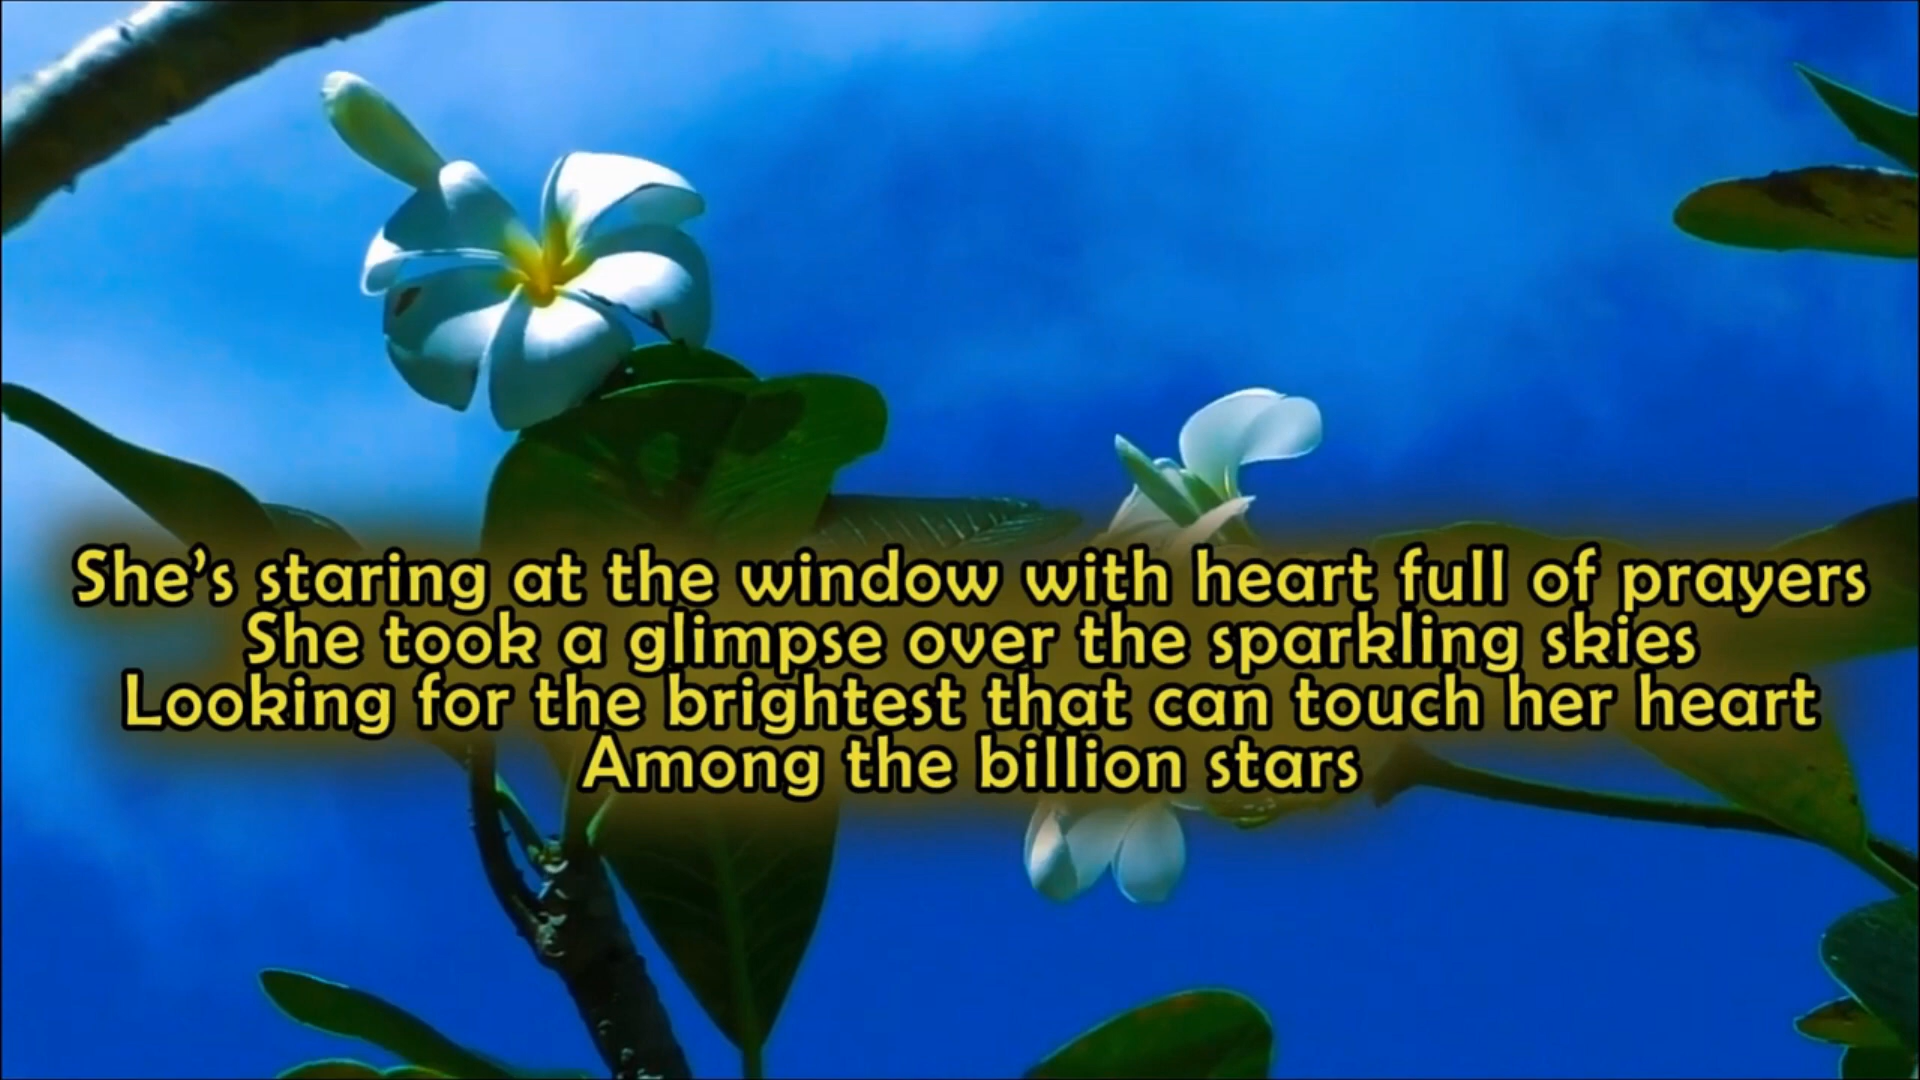 She’s staring at the window with heart full of prayers
She took a glimpse over the sparkling skies
Looking for the brightest that can touch her heart
Among the billion stars